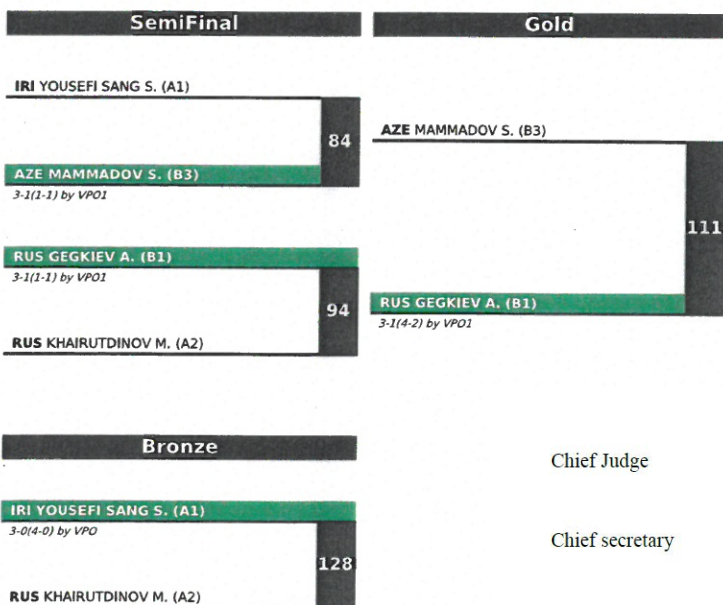 SemiFinal
IRI YOUSEFI SANG S. (A1)
84
AZE MAMMADOV S. (B3)
3-1(1-1) by VPO1
RUS GEGKIEV A. (B1)
3-1(1-1) by VPO1
94
RUS KHAIRUTDINOV M. (A2)
Gold
AZE MAMMADOV S. (B3)
111
RUS GEGKIEV A. (B1)
3-1(4-2) by VPO1
Bronze
IRI YOUSEFI SANG S. (A1)
3-0(4-0) by VPO
128
RUS KHAIRUTDINOV M. (A2)
Chief Judge
Chief secretary